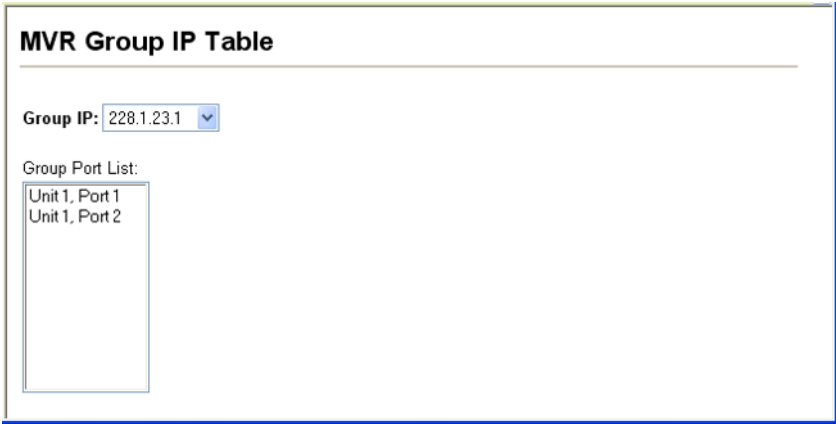 MVR Group IP Table
Group IP: 228.1.23.1
Group Port List:
Unit 1, Port 1
Unit 1, Port 2